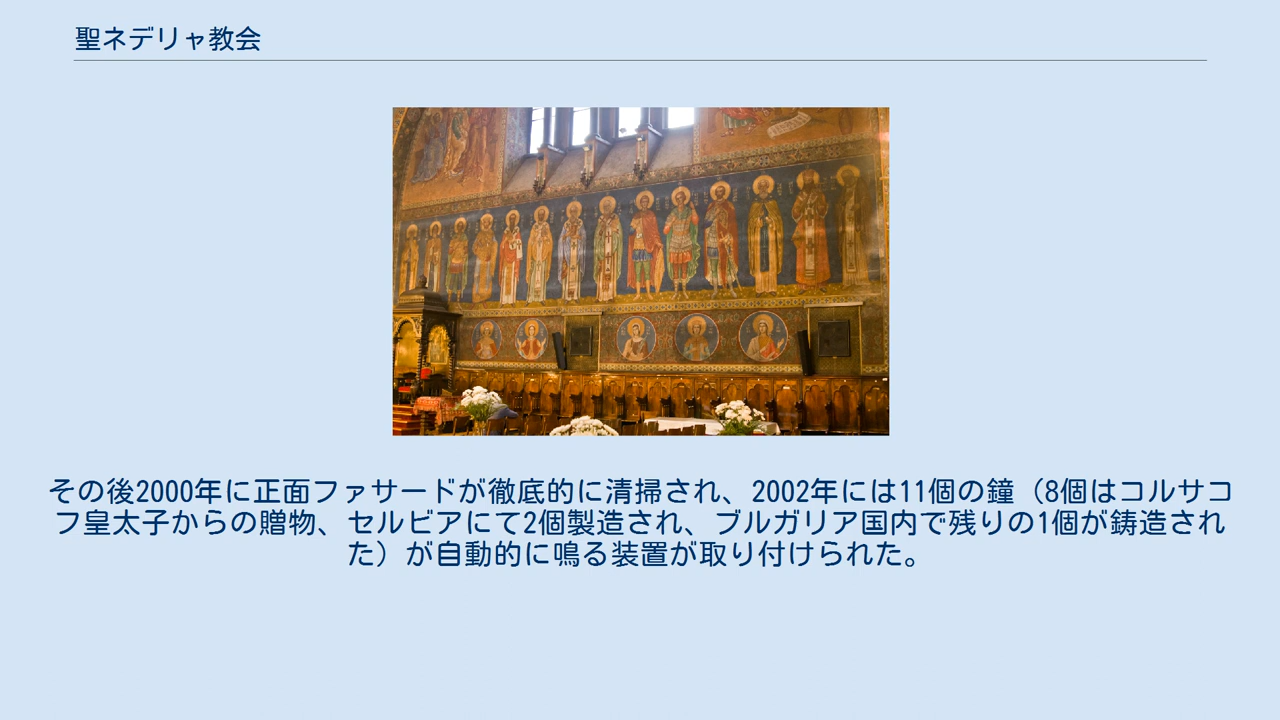 聖ネデリャ教会
その後2000年に正面ファサードが徹底的に清掃され、2002年には11個の鐘（8個はコルサコ
フ皇太子からの贈物、セルビアにて2個製造され、ブルガリア国内で残りの1個が鋳造され
た）が自動的に鳴る装置が取り付けられた。